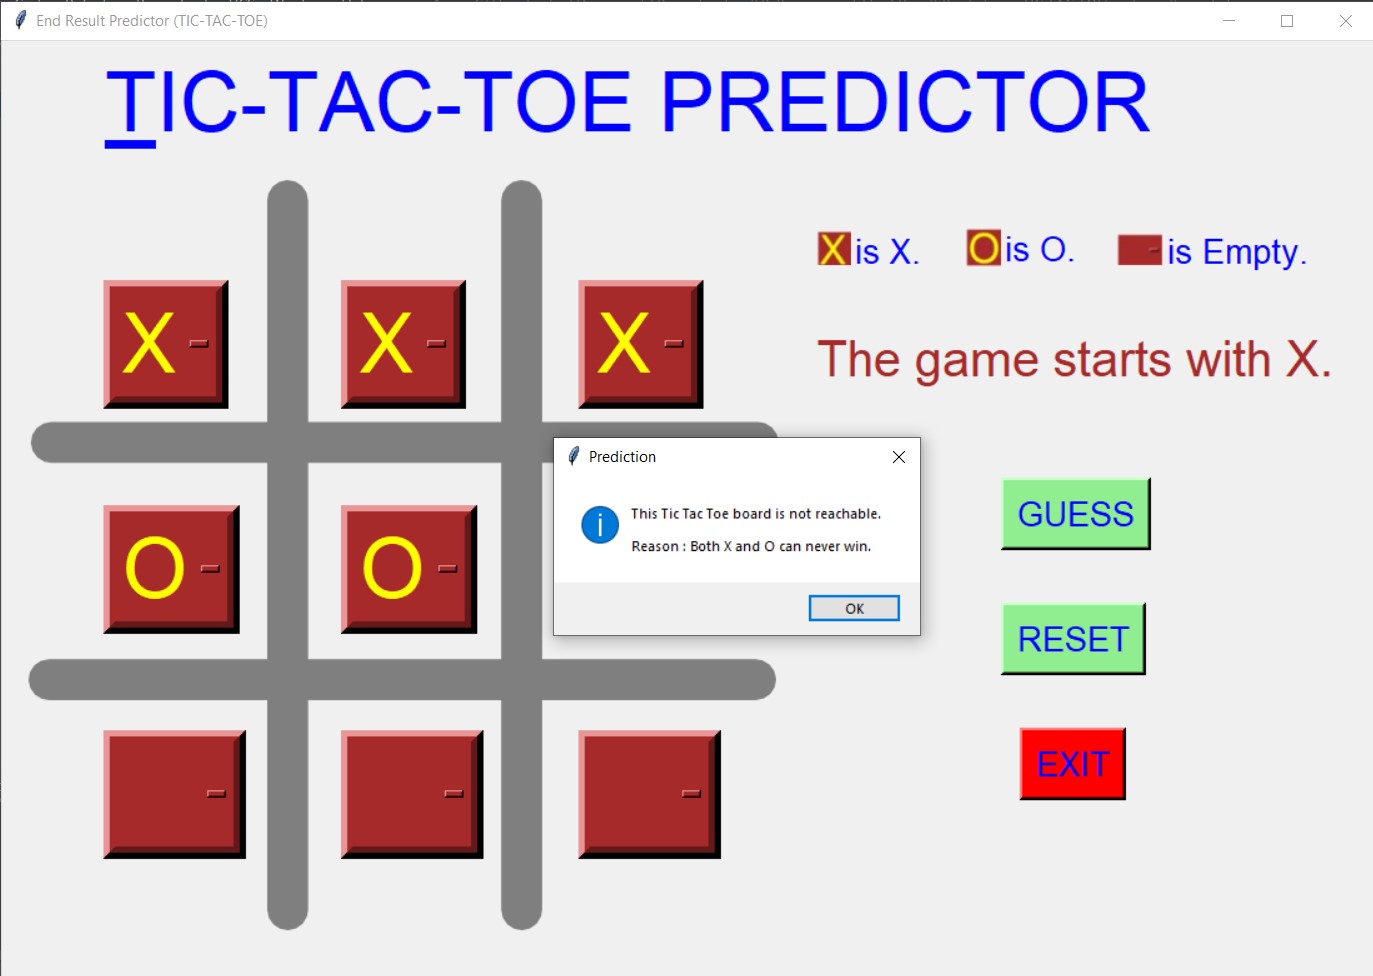 End Result Predictor (TIC-TAC-TOE)
TIC-TAC-TOE PREDICTOR
X is X. O is O. is Empty.
The game starts with X.
X X X
Prediction
This Tic Tac Toe board is not reachable.
Reason : Both X and O can never win.
OK
O O
GUESS
RESET
EXIT